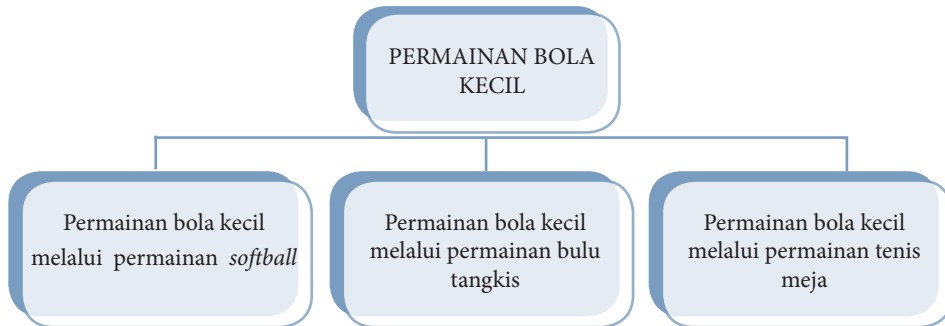 PERMAINAN BOLA
KECIL
Permainan bola kecil
melalui permainan softball
Permainan bola kecil
melalui permainan bulu
tangkis
Permainan bola kecil
melalui permainan tenis
meja